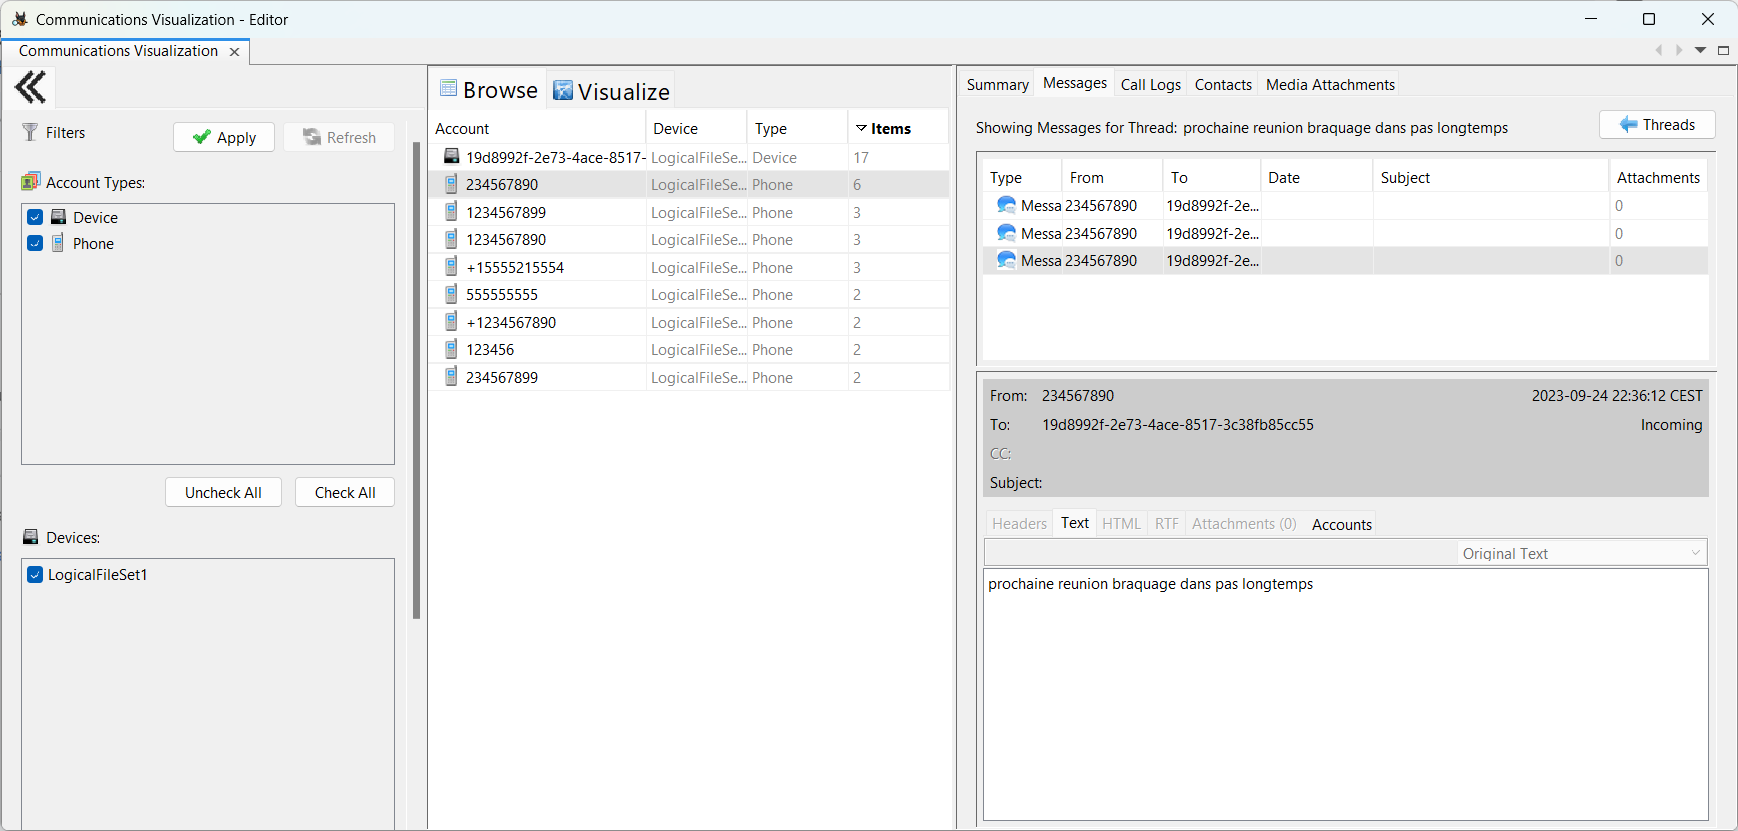 Communications Visualization - Editor
Communications Visualization
Filters
Apply
Refresh
Account Types:
Device
Phone
Uncheck All
Check All
Devices:
LogicalFileSet1
Browse
Visualize
Account Device Type Items
19d8992f-2e73-4ace-8517- LogicalFileSe... Device 17
234567890 LogicalFileSe... Phone 6
1234567899 LogicalFileSe... Phone 3
1234567890 LogicalFileSe... Phone 3
+15555215554 LogicalFileSe... Phone 3
555555555 LogicalFileSe... Phone 2
+1234567890 LogicalFileSe... Phone 2
123456 LogicalFileSe... Phone 2
234567899 LogicalFileSe... Phone 2
Summary Messages Call Logs Contacts Media Attachments
Showing Messages for Thread: prochaine reunion braquage dans pas longtemps
Threads
Type From To Date Subject Attachments
Messa 234567890 19d8992f-2e... 0
Messa 234567890 19d8992f-2e... 0
Messa 234567890 19d8992f-2e... 0
From: 234567890 2023-09-24 22:36:12 CEST
To: 19d8992f-2e73-4ace-8517-3c38fb85cc55 Incoming
CC:
Subject:
Headers Text HTML RTF Attachments (0) Accounts
Original Text
prochaine reunion braquage dans pas longtemps